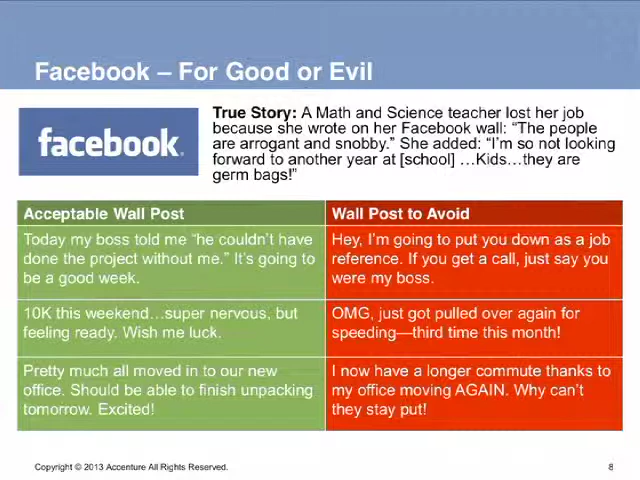 Facebook – For Good or Evil
facebook®
True Story: A Math and Science teacher lost her job
because she wrote on her Facebook wall: “The people
are arrogant and snobby.” She added: “I’m so not looking
forward to another year at [school] …Kids…they are
germ bags!”
Acceptable Wall Post
Wall Post to Avoid
Today my boss told me “he couldn’t have
done the project without me.” It’s going to
be a good week.
Hey, I’m going to put you down as a job
reference. If you get a call, just say you
were my boss.
10K this weekend…super nervous, but
feeling ready. Wish me luck.
OMG, just got pulled over again for
speeding—third time this month!
Pretty much all moved in to our new
office. Should be able to finish unpacking
tomorrow. Excited!
I now have a longer commute thanks to
my office moving AGAIN. Why can’t
they stay put!
Copyright © 2013 Accenture All Rights Reserved.
8